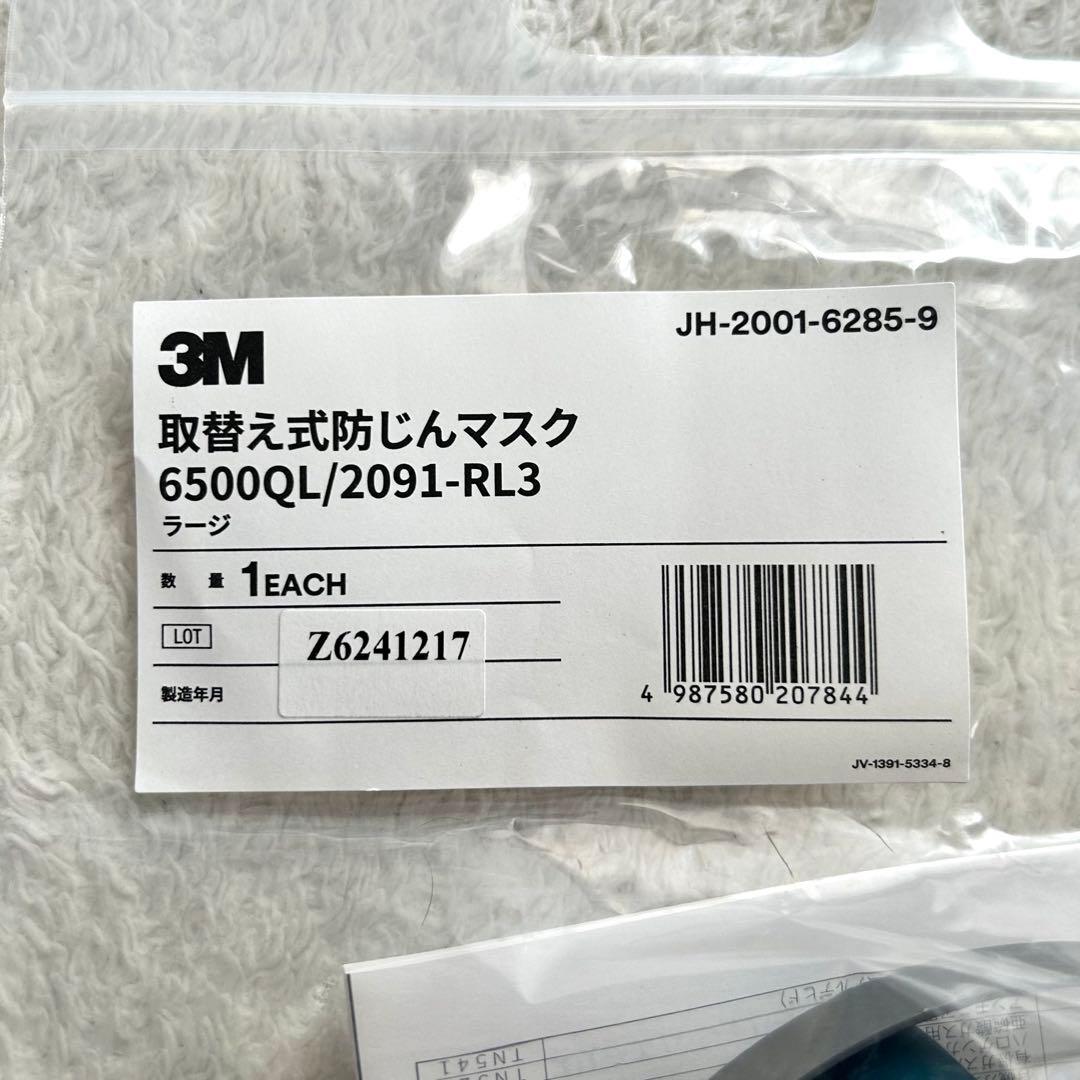 3M
JH-2001-6285-9
取替え式防じんマスク
6500QL/2091-RL3
ラージ
数 量 1EACH
LOT
Z6241217
製造年月
4 987580 207844
JV-1391-5334-8
TN541